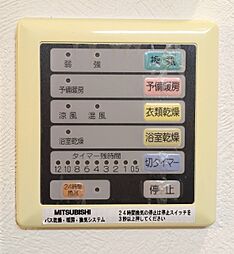 弱 強 換気
予備暖房 予備暖房
涼風 温風 衣類乾燥
浴室乾燥 浴室乾燥
タイマー残時間
12 10 8 6 4 3 2 1 0.5 切タイマー
24時間換気 停止
MITSUBISHI
バス乾燥・暖房・換気システム
24時間換気の停止は停止スイッチを
3秒以上押してください